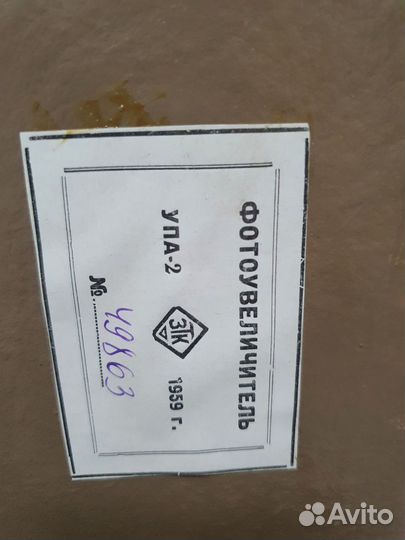 ФОТОУВЕЛИЧИТЕЛЬ
УПА-2 ЗТК 1959 г.
№ 49863
Avito